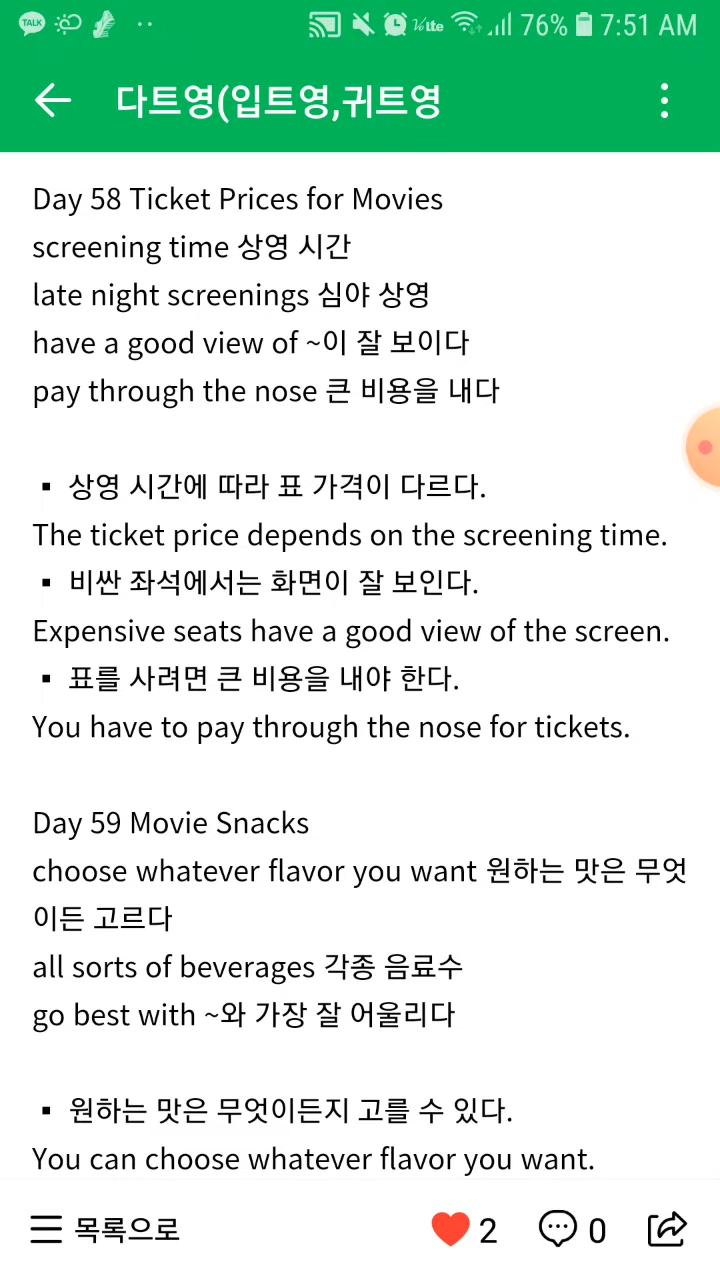 TALK
Volte
76%
7:51 AM
다트영(입트영,귀트영
Day 58 Ticket Prices for Movies
screening time 상영 시간
late night screenings 심야 상영
have a good view of ~이 잘 보이다
pay through the nose 큰 비용을 내다
▪ 상영 시간에 따라 표 가격이 다르다.
The ticket price depends on the screening time.
▪ 비싼 좌석에서는 화면이 잘 보인다.
Expensive seats have a good view of the screen.
▪ 표를 사려면 큰 비용을 내야 한다.
You have to pay through the nose for tickets.
Day 59 Movie Snacks
choose whatever flavor you want 원하는 맛은 무엇
이든 고르다
all sorts of beverages 각종 음료수
go best with ~와 가장 잘 어울리다
▪ 원하는 맛은 무엇이든지 고를 수 있다.
You can choose whatever flavor you want.
목록으로
2
0